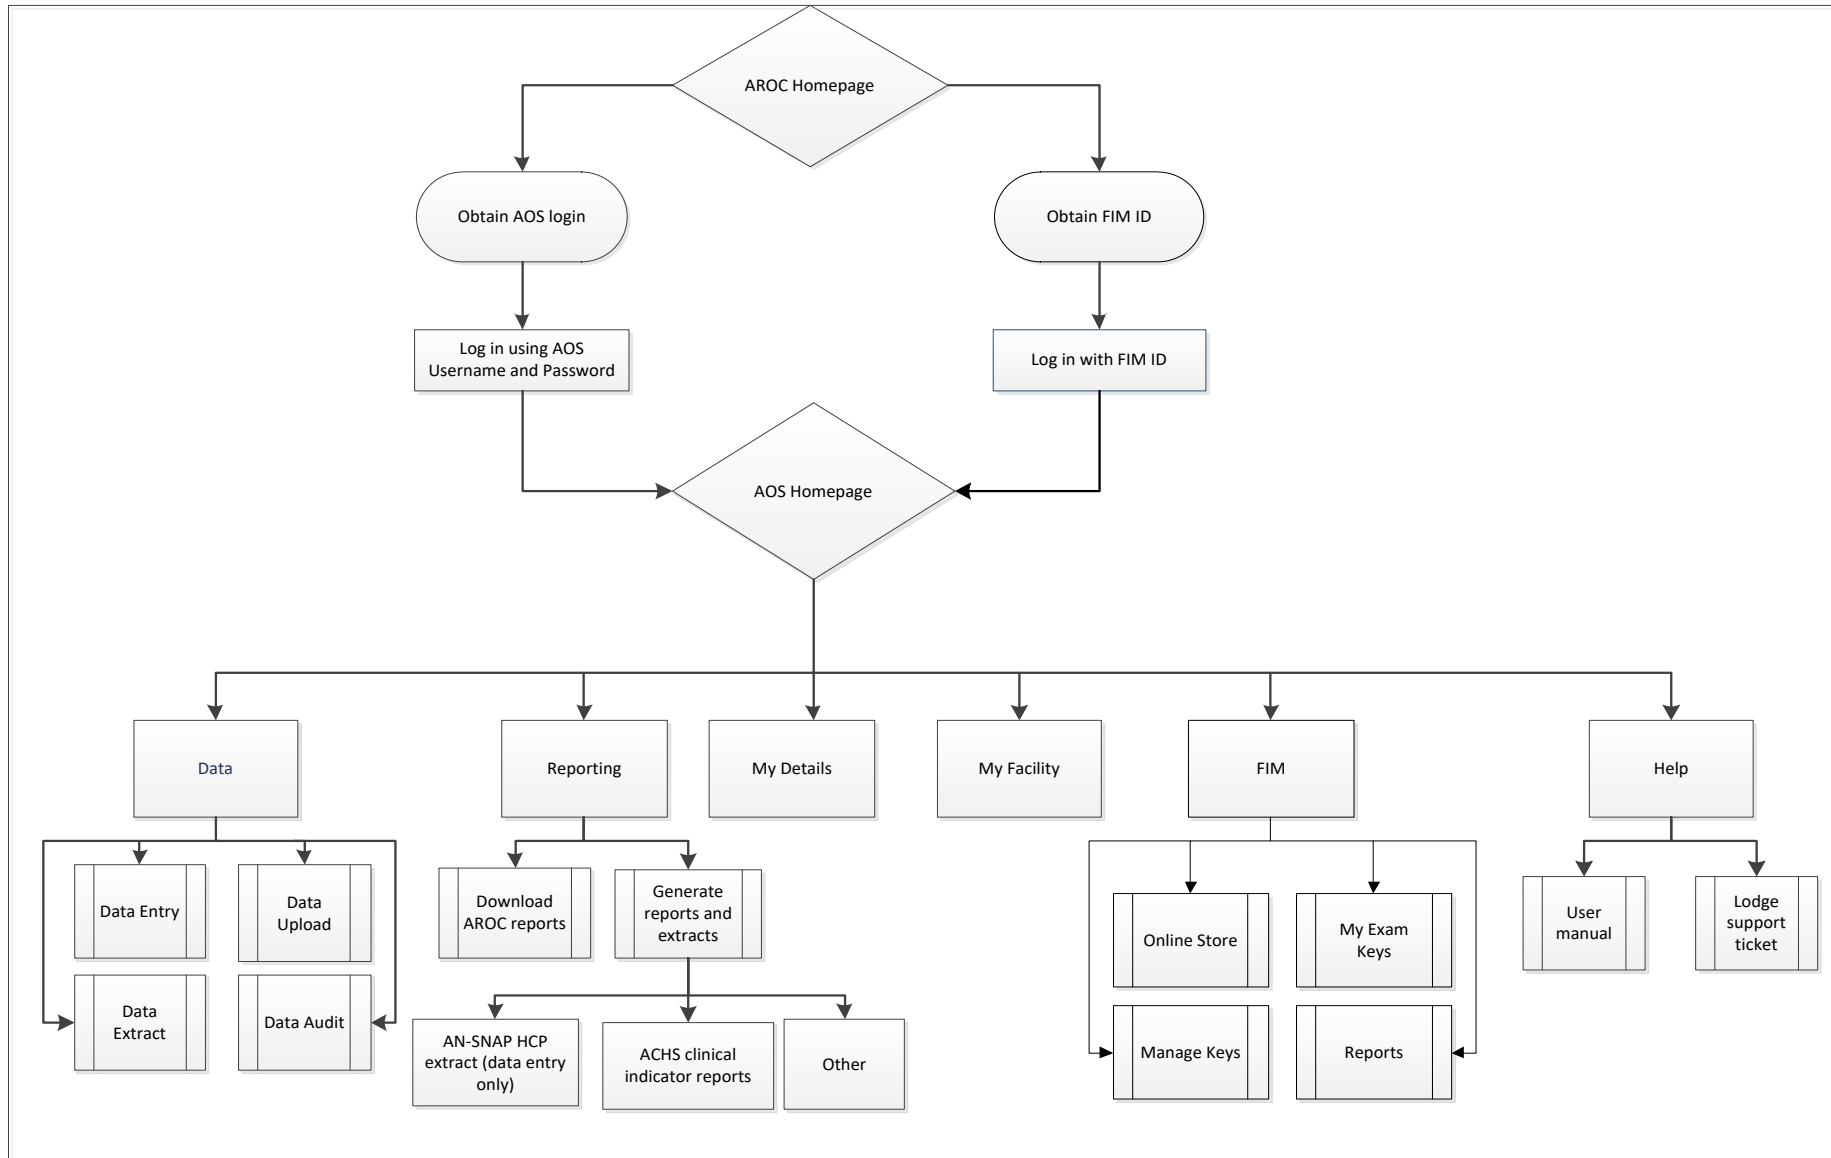 AROC Homepage
Obtain AOS login
Obtain FIM ID
Log in using AOS
Username and Password
Log in with FIM ID
AOS Homepage
Data
Reporting
My Details
My Facility
FIM
Help
Data Entry
Data
Upload
Data
Extract
Data Audit
Download
AROC reports
Generate
reports and
extracts
AN-SNAP HCP
extract (data entry
only)
ACHS clinical
indicator reports
Other
Online Store
My Exam
Keys
Manage Keys
Reports
User
manual
Lodge
support
ticket